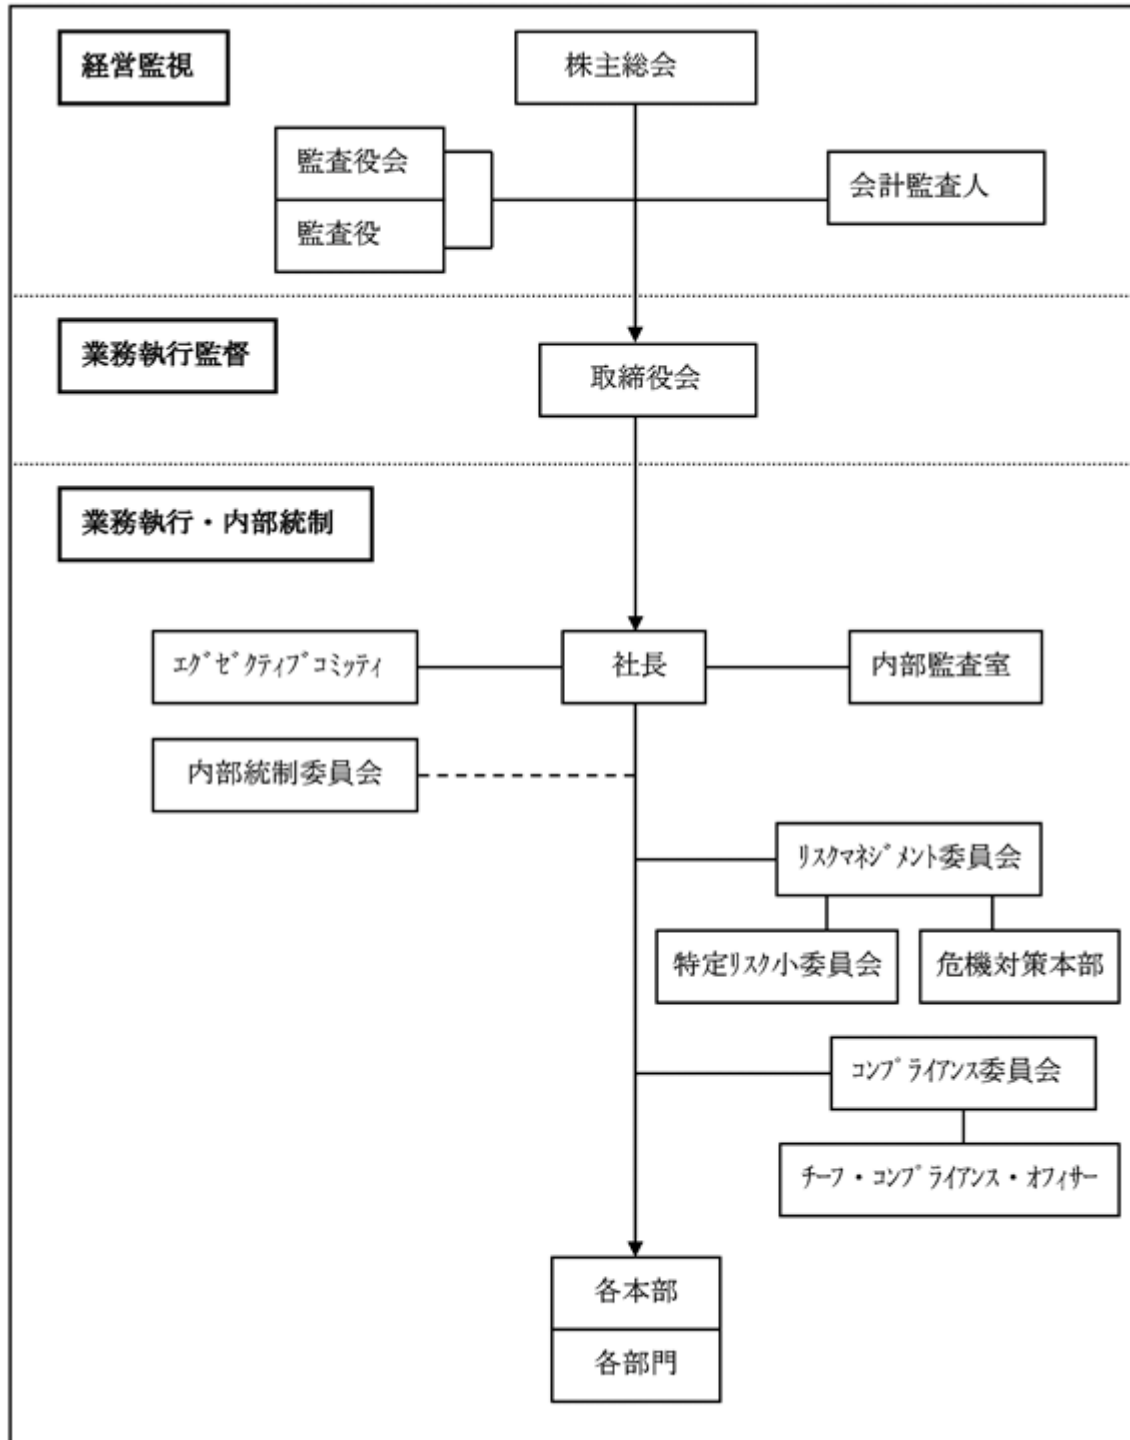 経営監視
株主総会
監査役会
監査役
会計監査人
業務執行監督
取締役会
業務執行・内部統制
ｴｸﾞｾﾞｸﾃｨﾌﾞｺﾐｯﾃｨ
社長
内部監査室
内部統制委員会
ﾘｽｸﾏﾈｼﾞﾒﾝﾄ委員会
特定ﾘｽｸ小委員会
危機対策本部
ｺﾝﾌﾟﾗｲｱﾝｽ委員会
ﾁｰﾌ・ｺﾝﾌﾟﾗｲｱﾝｽ・ｵﾌｨｻｰ
各本部
各部門